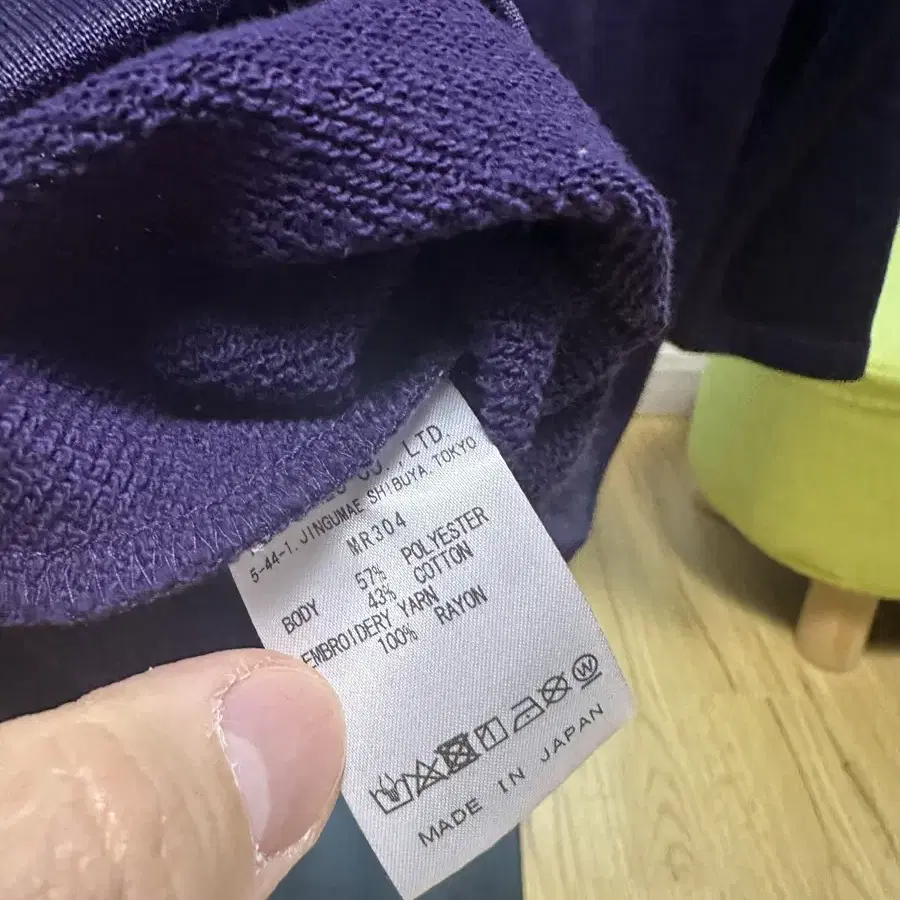 CO.,LTD.
5-44-1.JINGUMAE SHIBUYA TOKYO
MR304
BODY 57% POLYESTER
43% COTTON
EMBROIDERY YARN
100% RAYON
W
MADE IN JAPAN